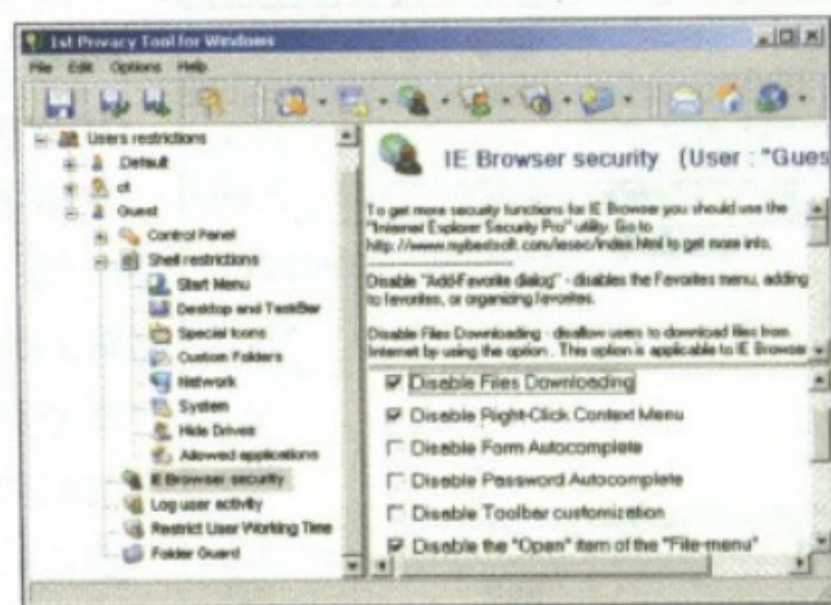 1st Privacy Tool for Windows
File Edit Options Help
Users restrictions
Default
ct
Guest
Control Panel
Shell restrictions
Start Menu
Desktop and TaskBar
Special Icons
Custom Folders
Network
System
Hide Drives
Allowed applications
IE Browser security
Log user activity
Restrict User Working Time
Folder Guard
IE Browser security (User : "Gues
To get more security functions for IE Browser you should use the
"Internet Explorer Security Pro" utility. Go to
http://www.mybestsoft.com/iesec/index.html to get more info.
Disable "Add-Favorite dialog" - disables the Favorites menu, adding
to favorites, or organizing favorites.
Disable Files Downloading - disallow users to download files from
Internet by using the option . This option is applicable to IE Browser
Disable Files Downloading
Disable Right-Click Context Menu
Disable Form Autocomplete
Disable Password Autocomplete
Disable Toolbar customization
Disable the "Open" item of the "File-menu"